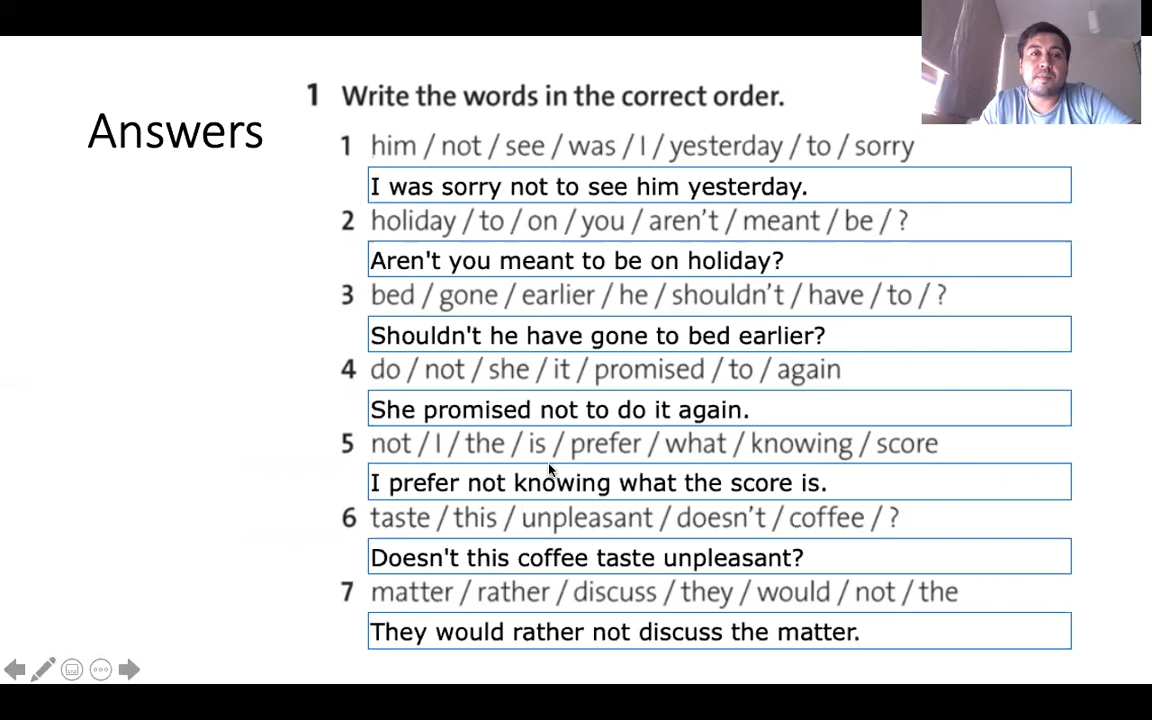 Answers
1 Write the words in the correct order.
1 him / not / see / was / I / yesterday / to / sorry
I was sorry not to see him yesterday.
2 holiday / to / on / you / aren't / meant / be / ?
Aren't you meant to be on holiday?
3 bed / gone / earlier / he / shouldn't / have / to / ?
Shouldn't he have gone to bed earlier?
4 do / not / she / it / promised / to / again
She promised not to do it again.
5 not / I / the / is / prefer / what / knowing / score
I prefer not knowing what the score is.
6 taste / this / unpleasant / doesn't / coffee / ?
Doesn't this coffee taste unpleasant?
7 matter / rather / discuss / they / would / not / the
They would rather not discuss the matter.